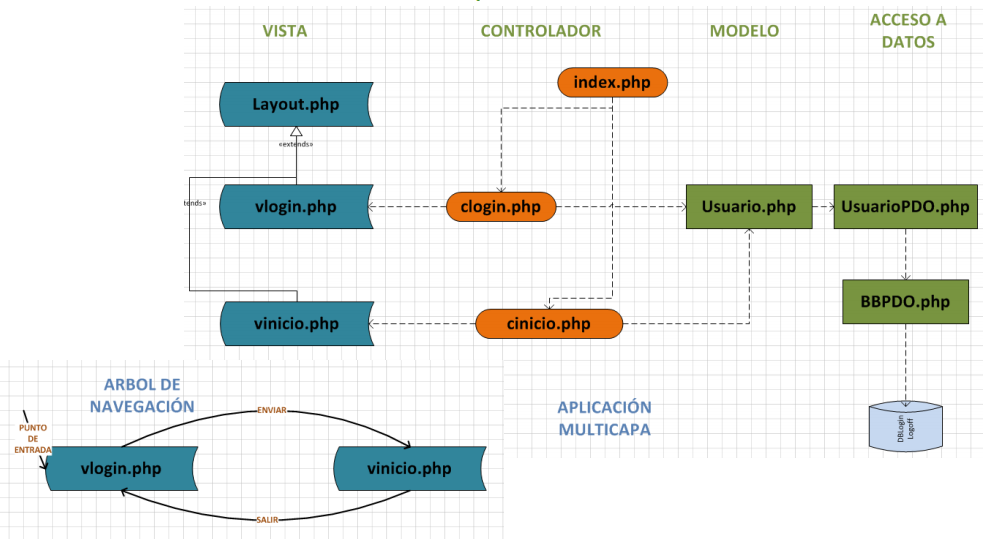 VISTA
CONTROLADOR
MODELO
ACCESO A
DATOS
index.php
Layout.php
«extends»
vlogin.php
clogin.php
Usuario.php
UsuarioPDO.php
tends»
BBPDO.php
vinicio.php
cinicio.php
ARBOL DE
NAVEGACIÓN
ENVIAR
APLICACIÓN
MULTICAPA
DBLogin
Logoff
PUNTO
DE
ENTRADA
vlogin.php
vinicio.php
SALIR